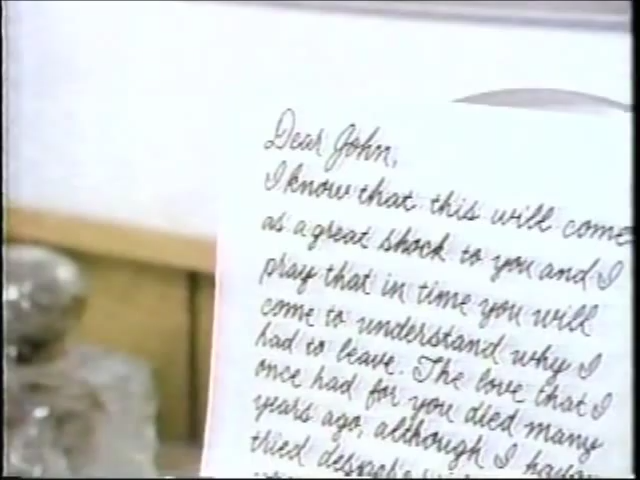 Dear John,
I know that this will come
as a great shock to you and I
pray that in time you will
come to understand why I
had to leave. The love that I
once had for you died many
years ago, although I have
tried